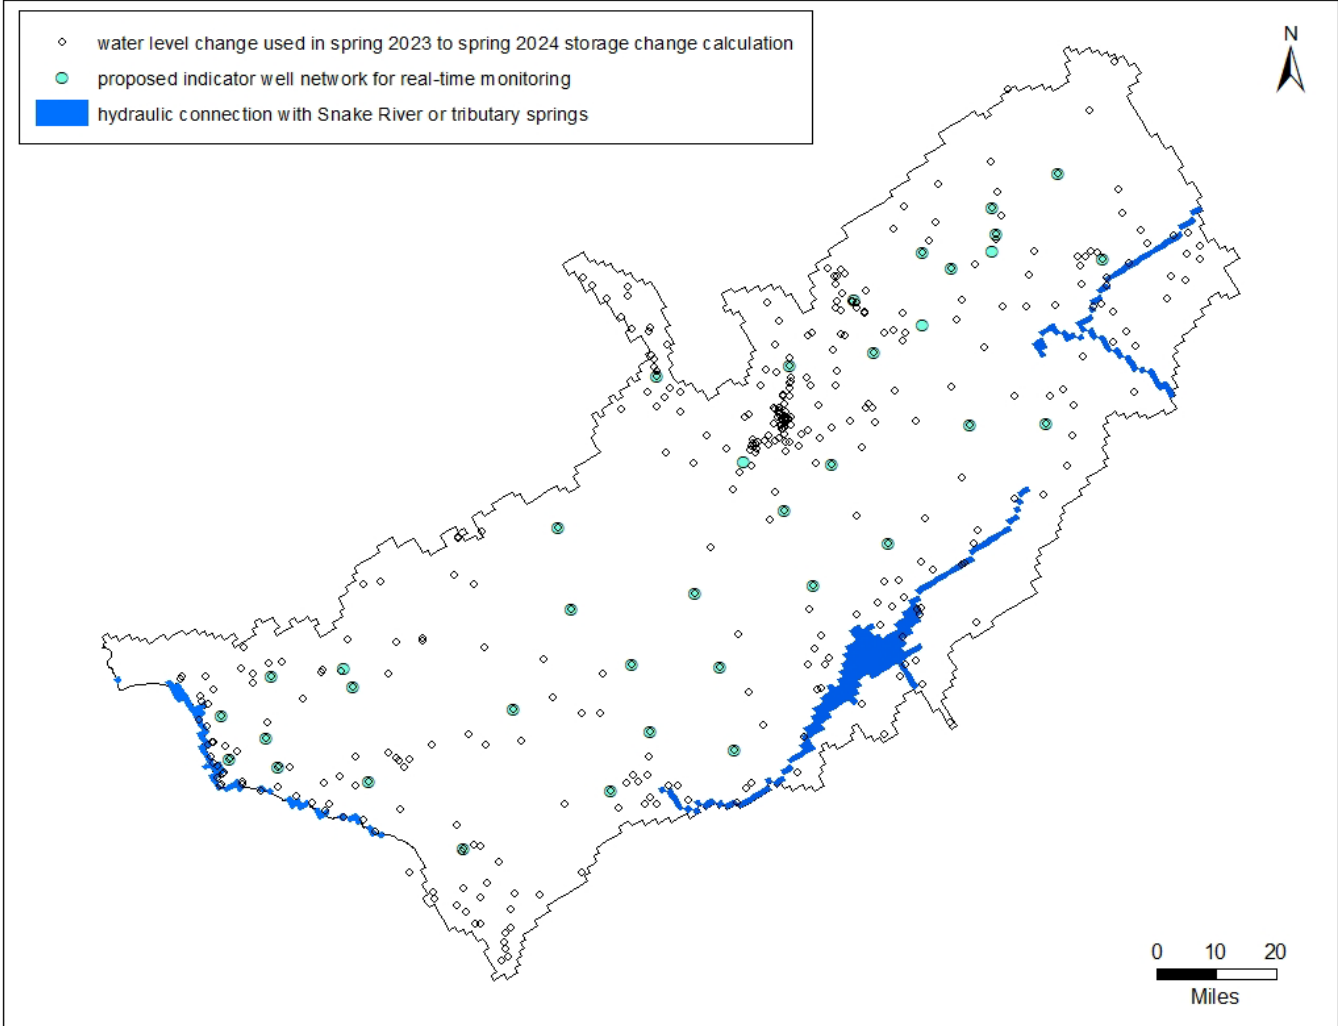 water level change used in spring 2023 to spring 2024 storage change calculation
proposed indicator well network for real-time monitoring
hydraulic connection with Snake River or tributary springs
N
0 10 20
Miles